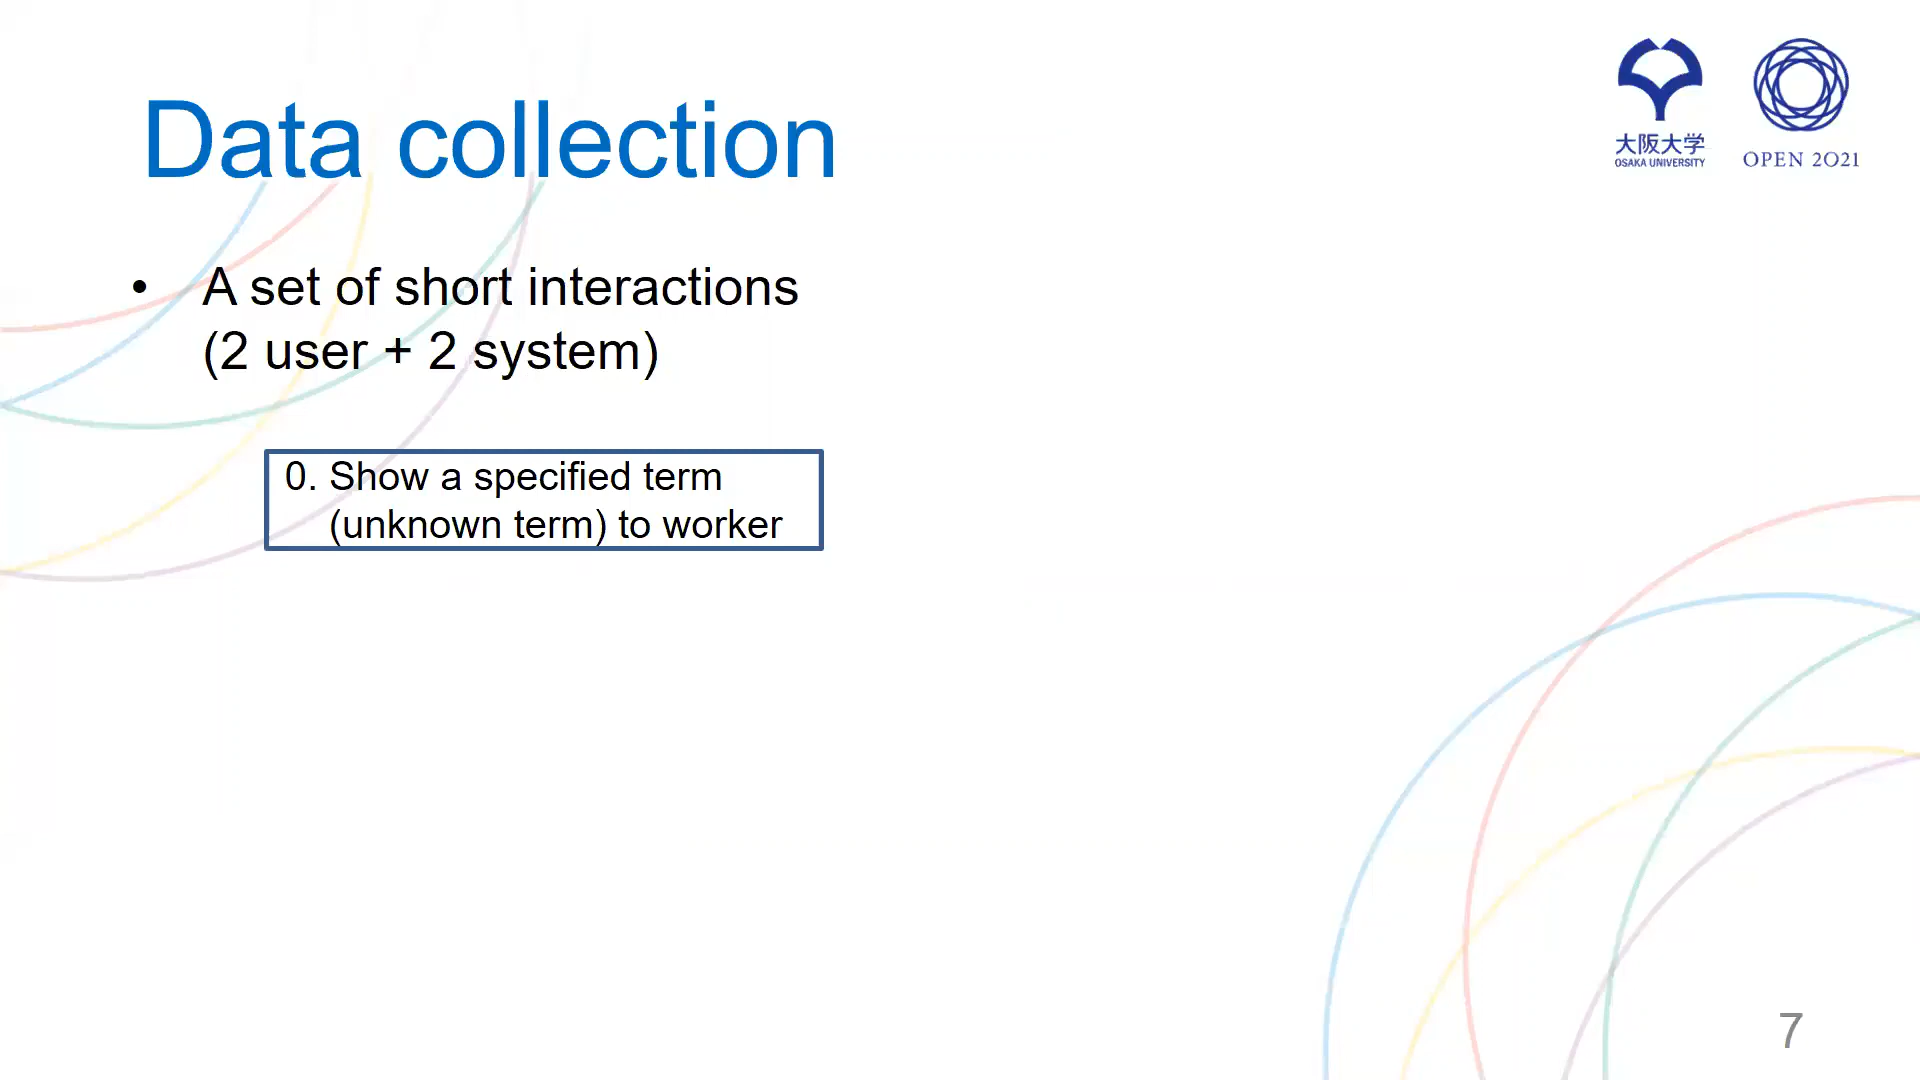 Data collection
大阪大学
OSAKA UNIVERSITY
OPEN 2021
• A set of short interactions
(2 user + 2 system)
0. Show a specified term
(unknown term) to worker
7